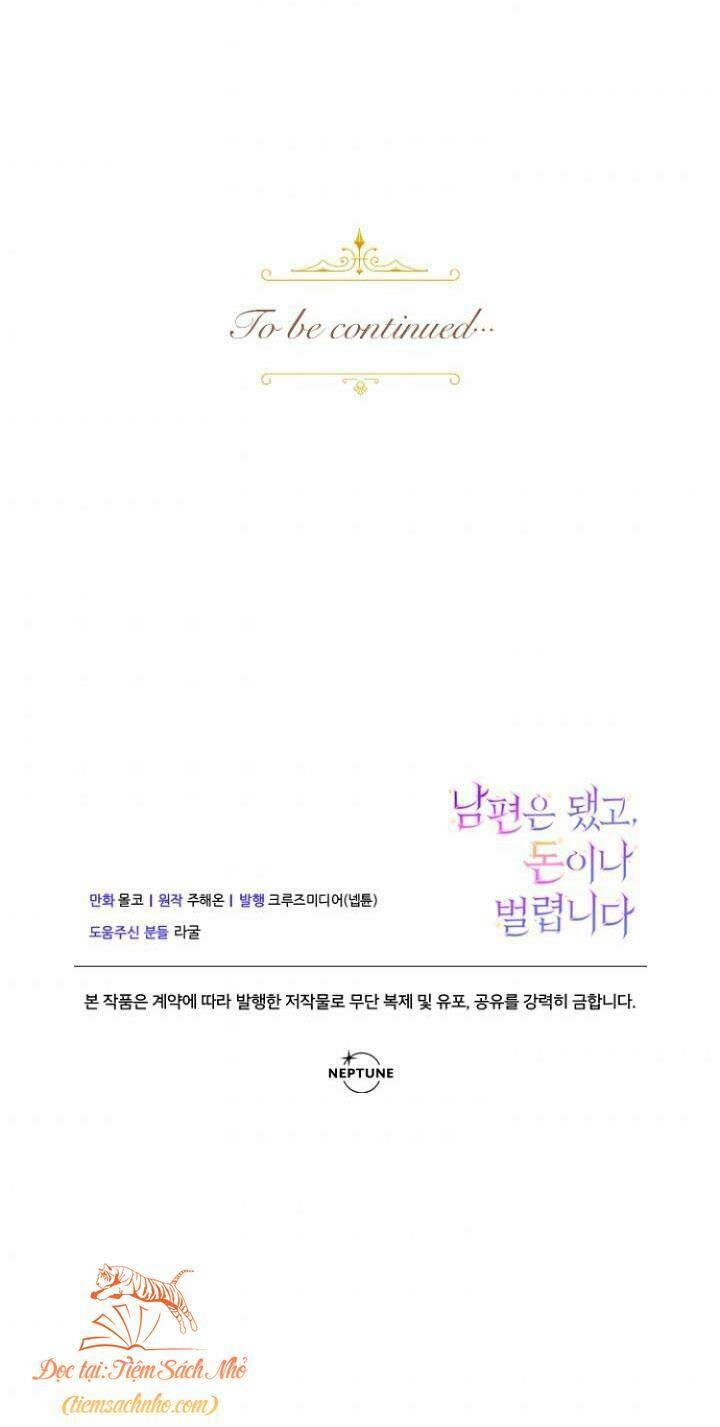 To be continued...
남편은 됐고,
돈이나
벌렵니다
만화 몰코 | 원작 주해온 | 발행 크루즈미디어(넵튠)
도움주신 분들 라굴
본 작품은 계약에 따라 발행한 저작물로 무단 복제 및 유포, 공유를 강력히 금합니다.
NEPTUNE
Đọc tại: Tiệm Sách Nhỏ
(tiemsachnho.com)